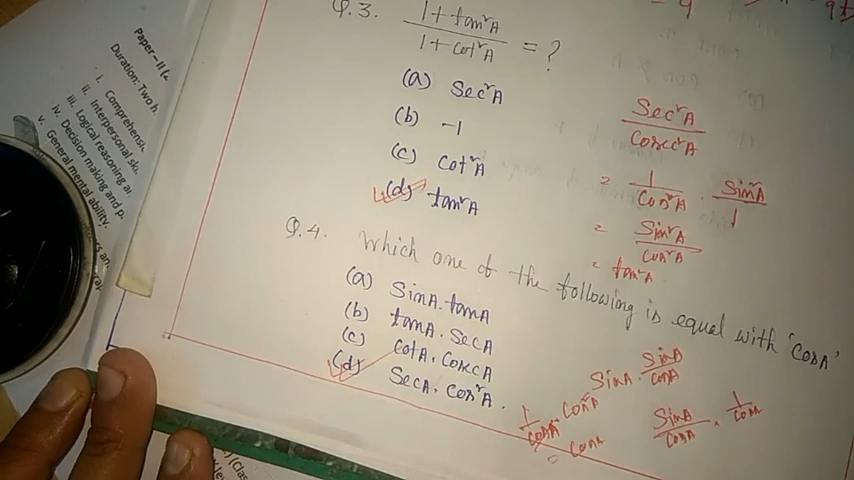 Q.3. 1+tan²A / 1+cot²A = ?
(a) Sec²A
(b) -1
(c) cot²A
(d) tan²A
Sec²A / Cosec²A
= 1/Cos²A . Sin²A/1
= Sin²A/Cos²A
= tan²A
Q.4. Which one of the following is equal with 'CosA'
(a) SinA.tanA
(b) tanA.SecA
(c) CotA.CosecA
(d) SecA.Cos²A.
1/CosA Cos²A
= CosA
SinA. SinA/CosA
SinA/CosA . 1/CosA
Paper-II
Duration: Two h
i. Comprehensi
ii. Interpersonal sk
iii. Logical reasoning a
iv. Decision making and p
v. General mental ability.